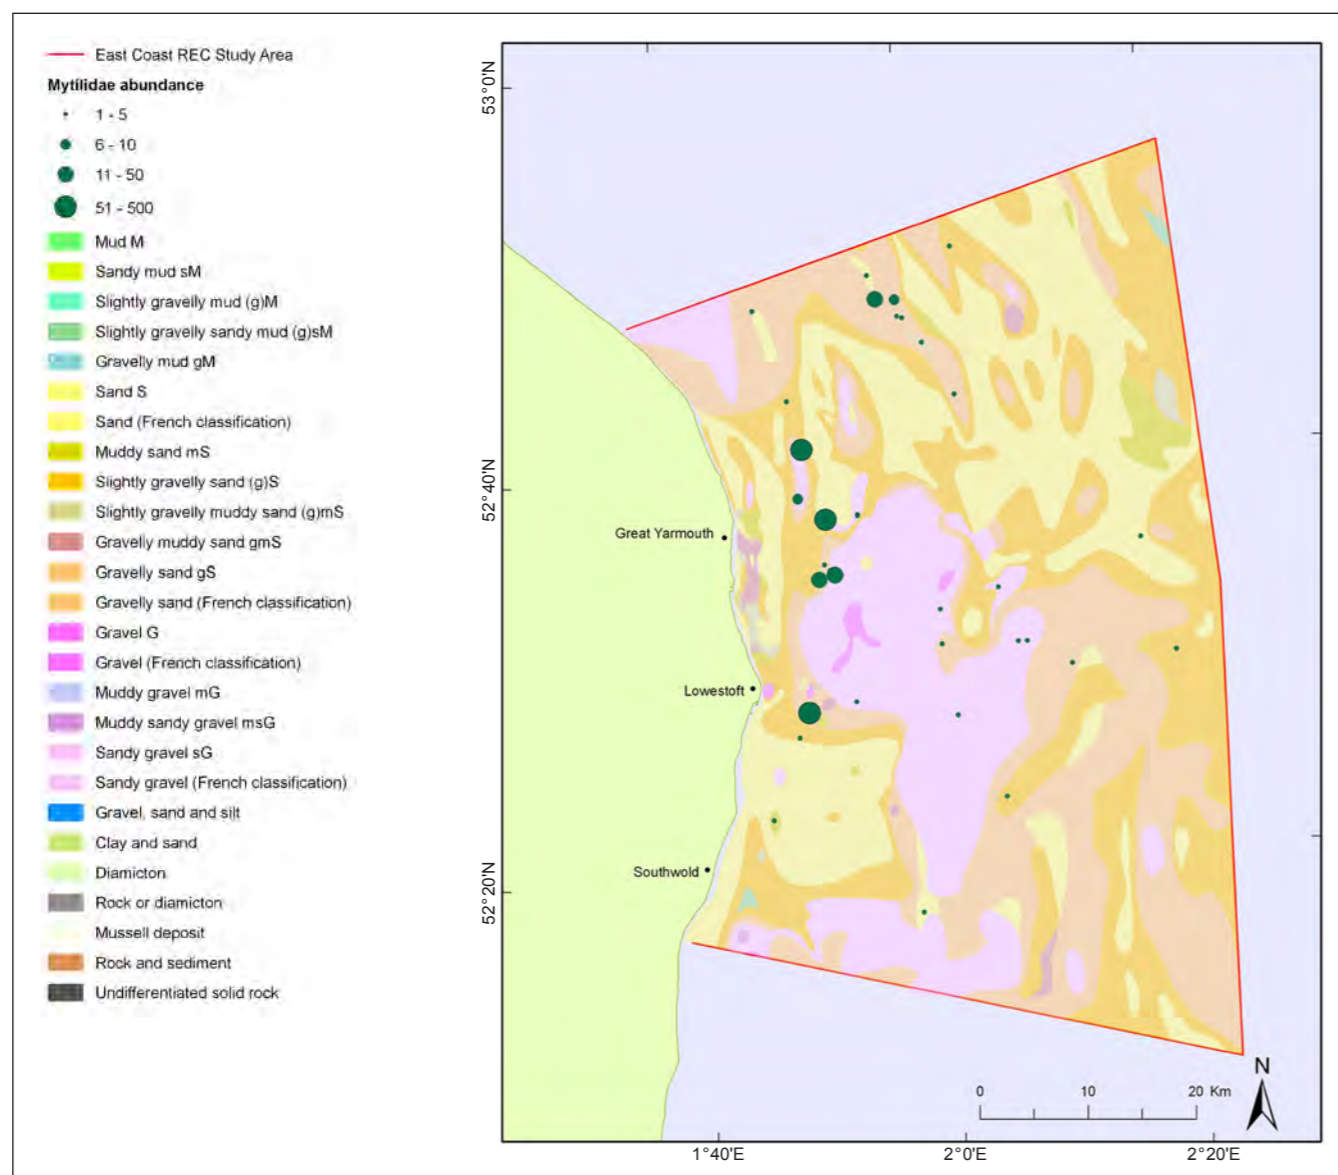 East Coast REC Study Area
Mytilidae abundance
1 - 5
6 - 10
11 - 50
51 - 500
Mud M
Sandy mud sM
Slightly gravelly mud (g)M
Slightly gravelly sandy mud (g)sM
Gravelly mud gM
Sand S
Sand (French classification)
Muddy sand mS
Slightly gravelly sand (g)S
Slightly gravelly muddy sand (g)mS
Gravelly muddy sand gmS
Gravelly sand gS
Gravelly sand (French classification)
Gravel G
Gravel (French classification)
Muddy gravel mG
Muddy sandy gravel msG
Sandy gravel sG
Sandy gravel (French classification)
Gravel, sand and silt
Clay and sand
Diamicton
Rock or diamicton
Mussell deposit
Rock and sediment
Undifferentiated solid rock
53°0'N
52°40'N
52°20'N
Great Yarmouth
Lowestoft
Southwold
N
0 10 20 Km
1°40'E 2°0'E 2°20'E